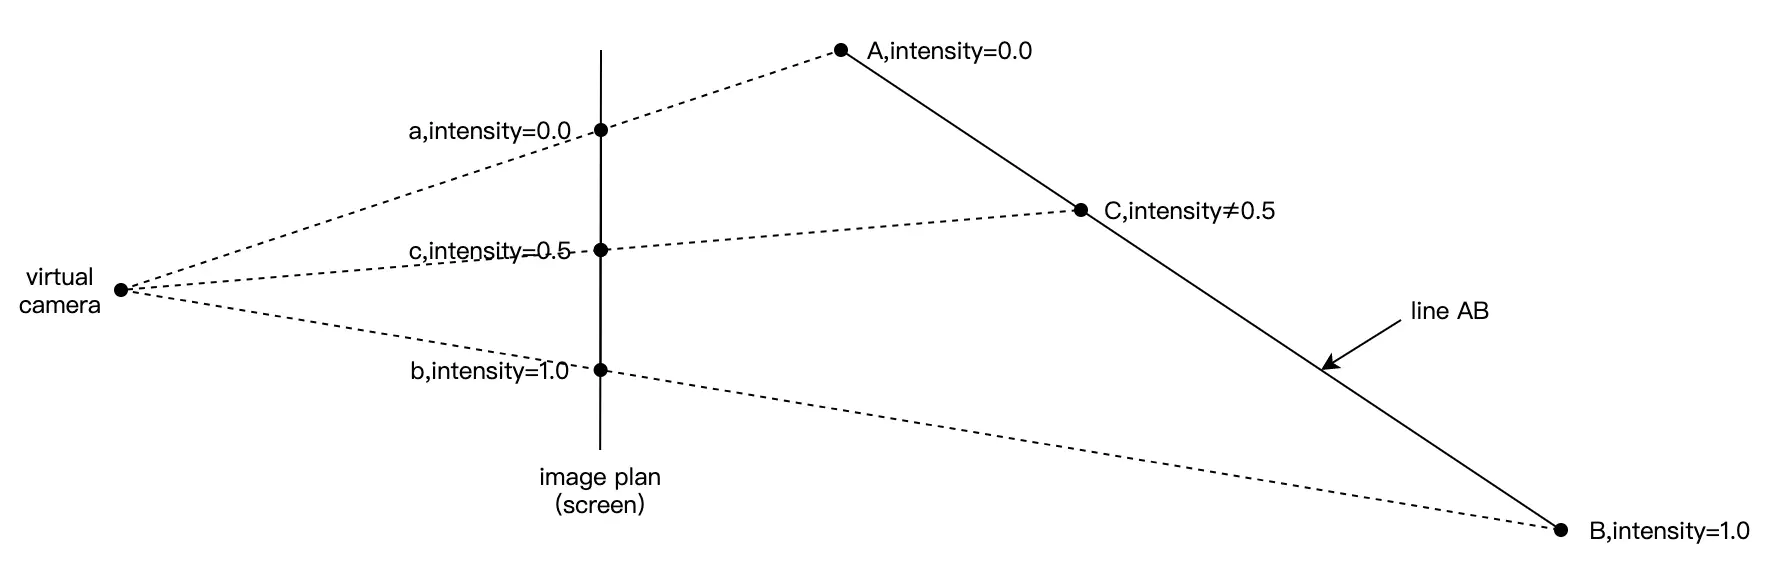 A,intensity=0.0
a,intensity=0.0
C,intensity≠0.5
c,intensity=0.5
virtual
camera
line AB
b,intensity=1.0
image plan
(screen)
B,intensity=1.0